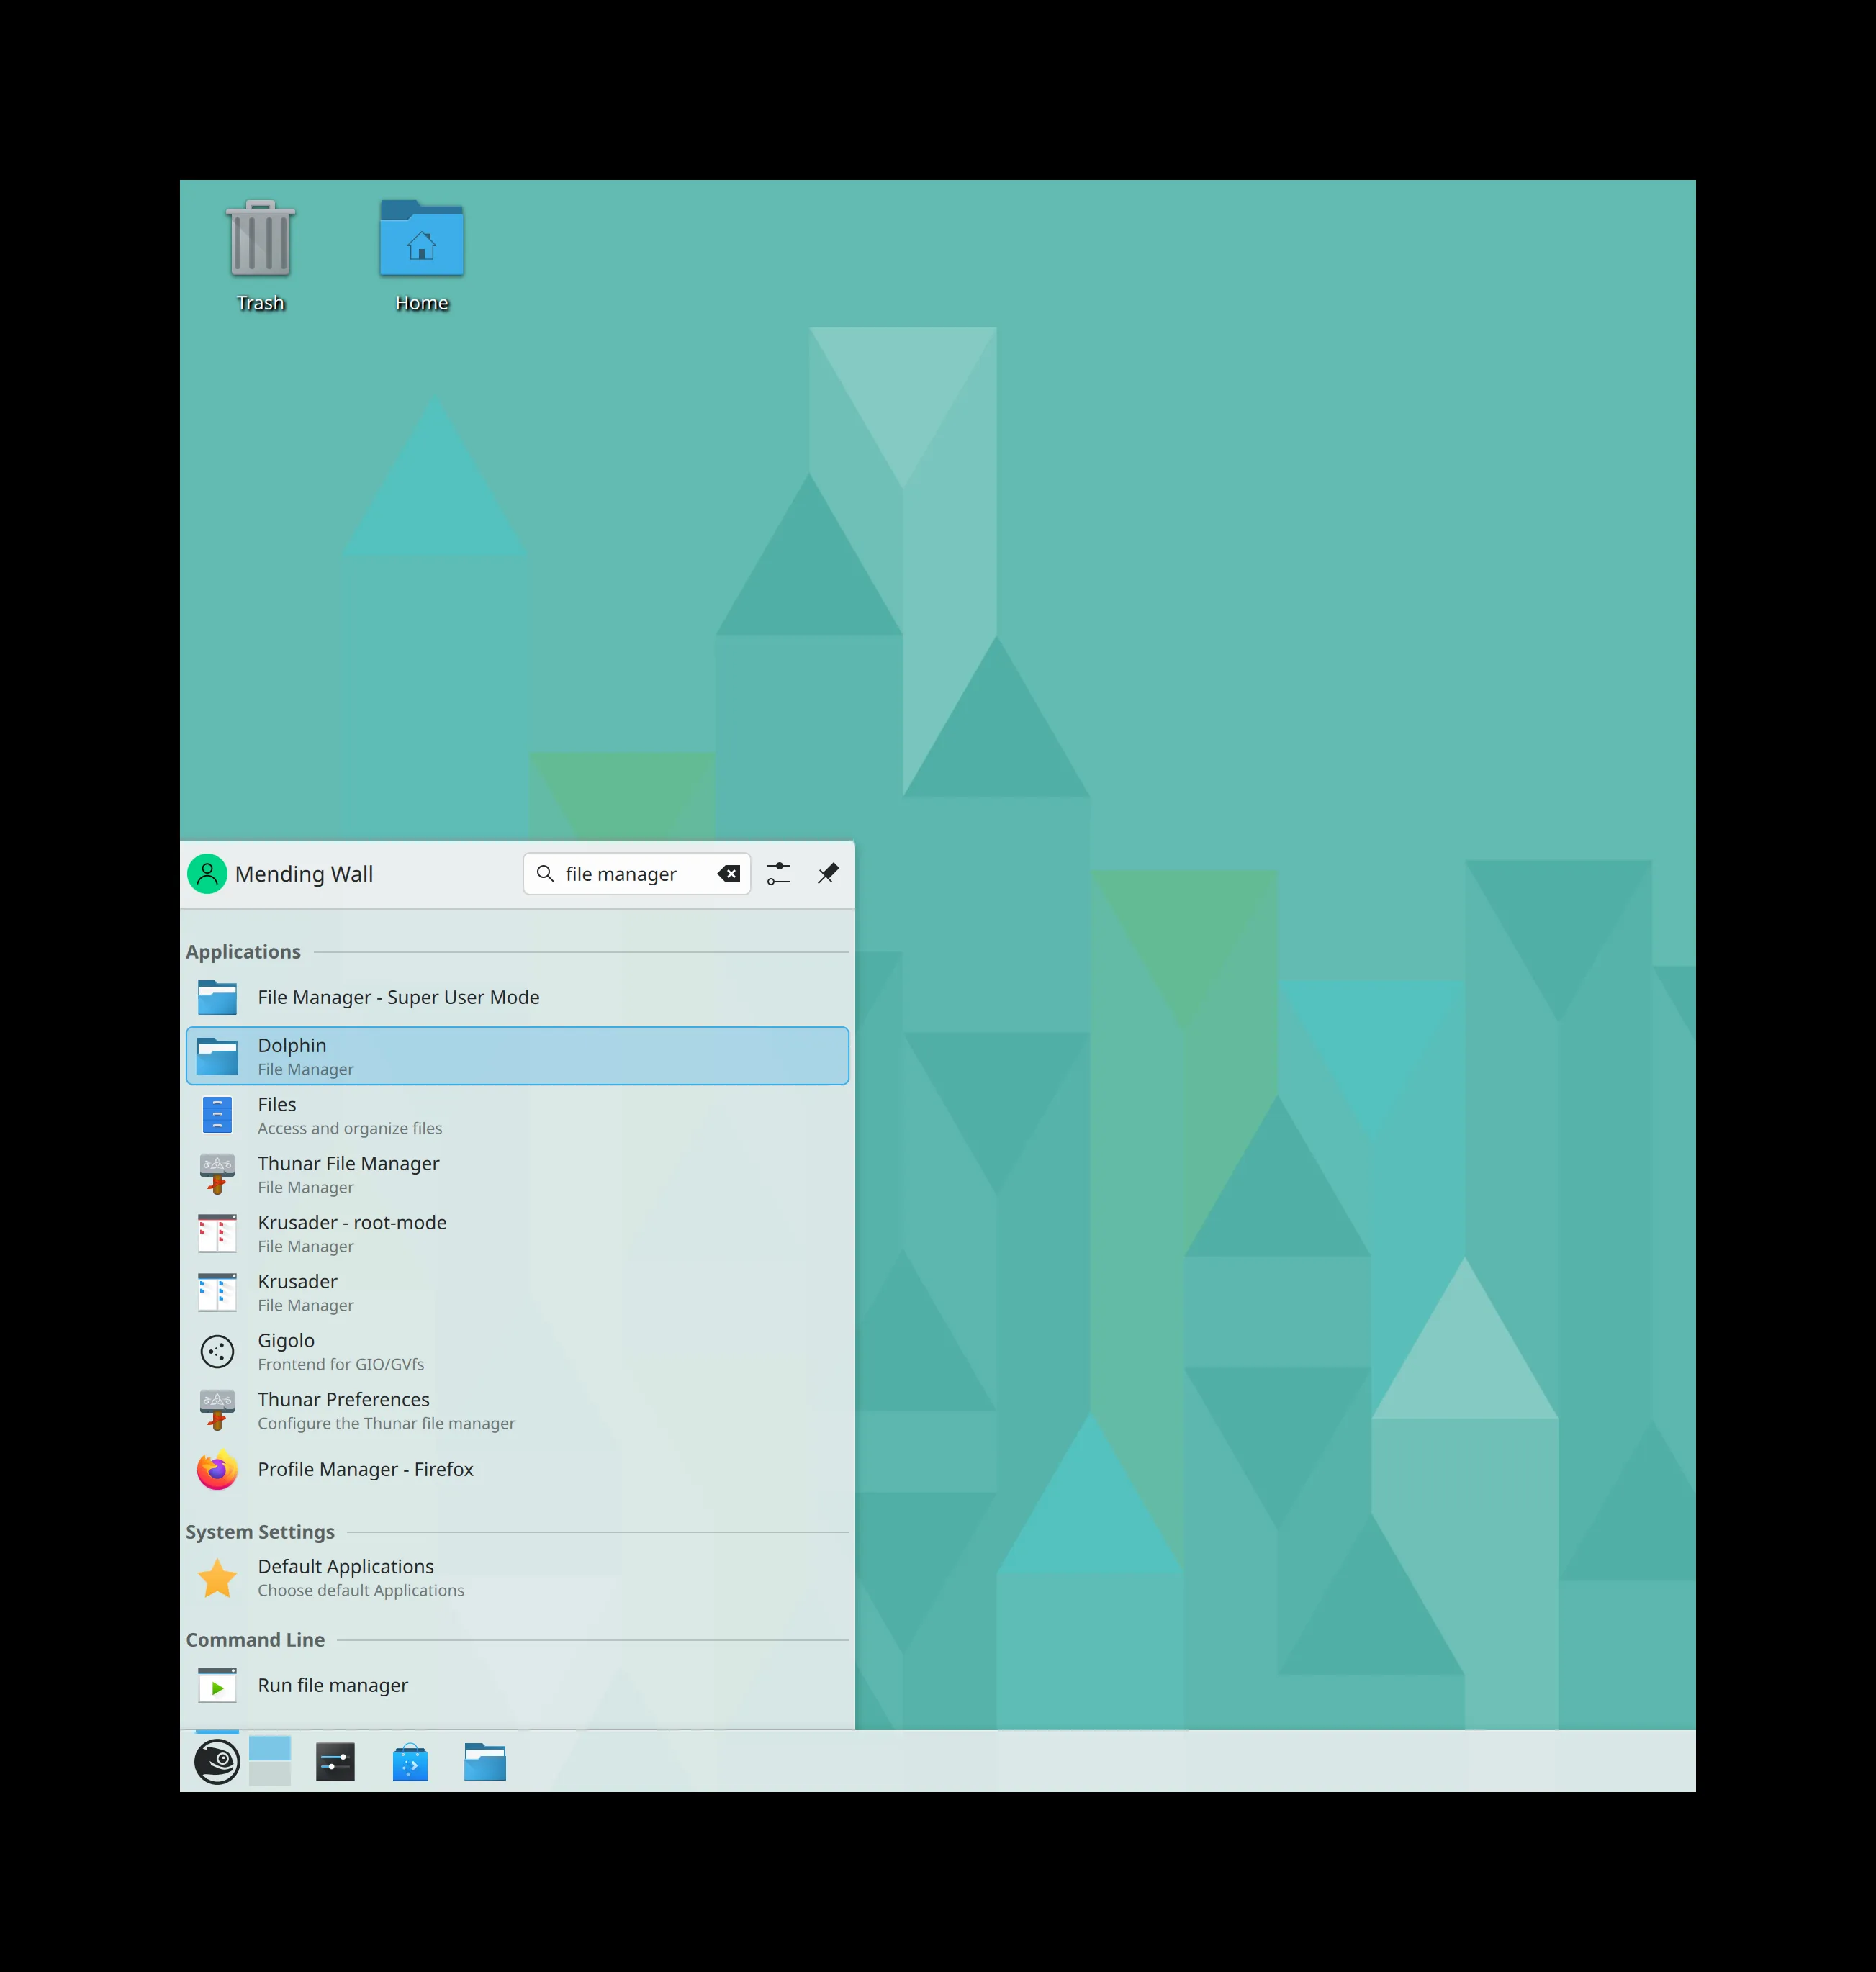 Trash
Home
Mending Wall
file manager
Applications
File Manager - Super User Mode
Dolphin
File Manager
Files
Access and organize files
Thunar File Manager
File Manager
Krusader - root-mode
File Manager
Krusader
File Manager
Gigolo
Frontend for GIO/GVfs
Thunar Preferences
Configure the Thunar file manager
Profile Manager - Firefox
System Settings
Default Applications
Choose default Applications
Command Line
Run file manager